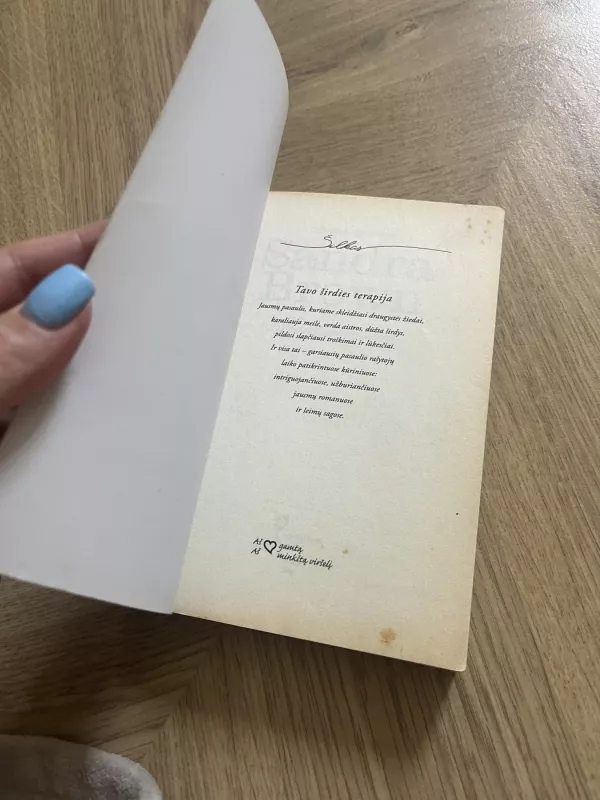 Šilkas
Sandra
Tavo širdies terapija
Jausmų pasaulis, kuriame skleidžiasi draugystės žiedai,
karaliauja meilė, verda aistros, dūžta širdys,
pildosi slapčiausi troškimai ir lūkesčiai.
Ir visa tai – garsiausių pasaulio rašytojų
laiko patikrintuose kūriniuose:
intriguojančiuose, užburiančiuose
jausmų romanuose
ir šeimų sagose.
Aš ♡ gamtą
Aš minkštą viršelį